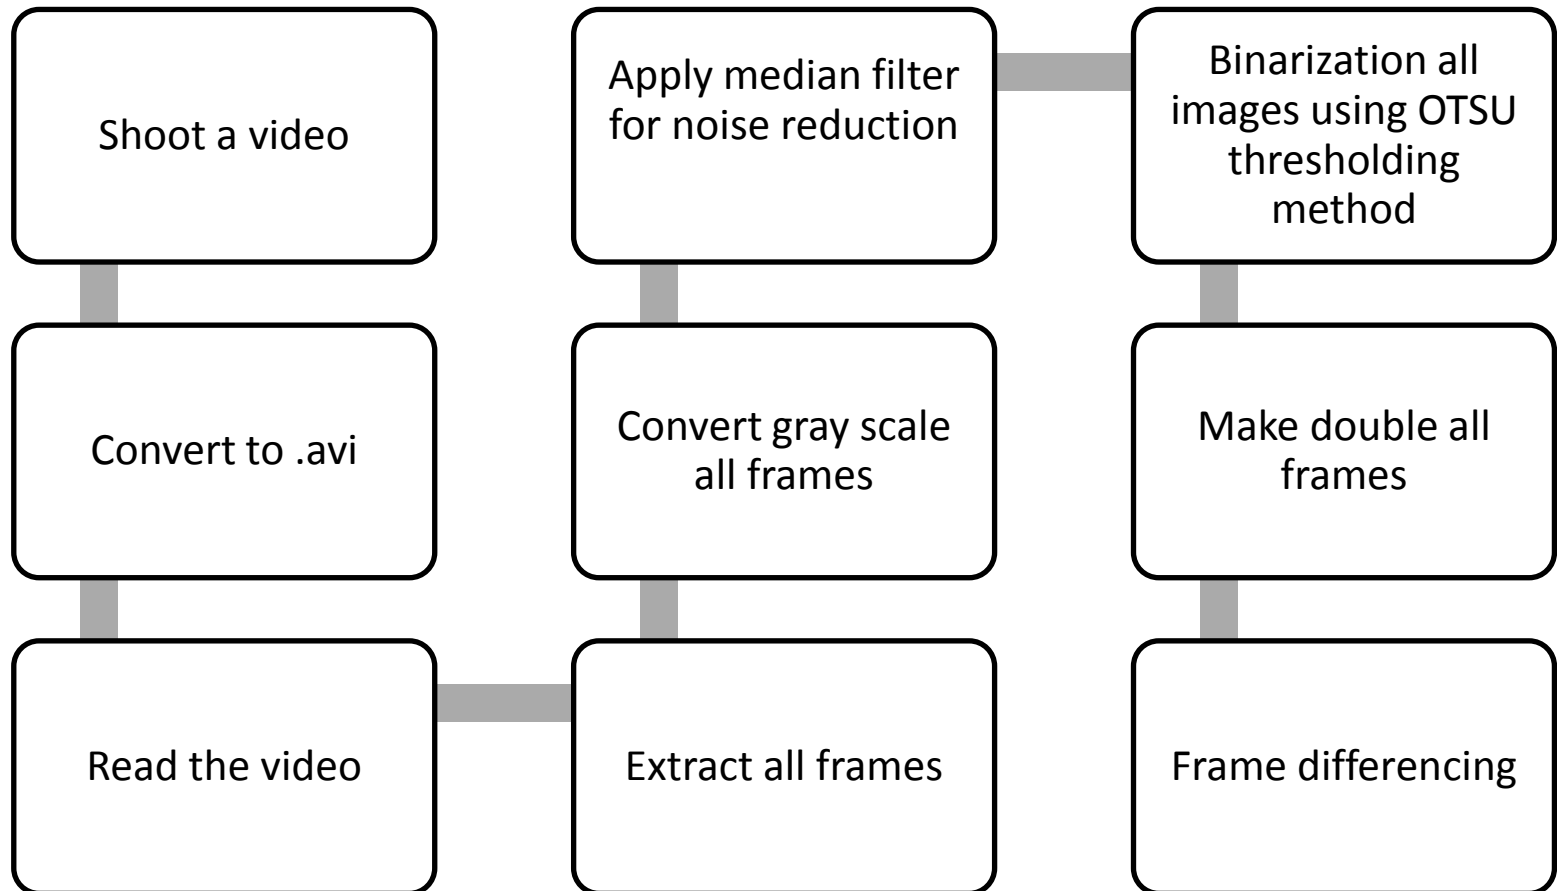 Shoot a video
Convert to .avi
Read the video
Extract all frames
Convert gray scale
all frames
Apply median filter
for noise reduction
Binarization all
images using OTSU
thresholding
method
Make double all
frames
Frame differencing